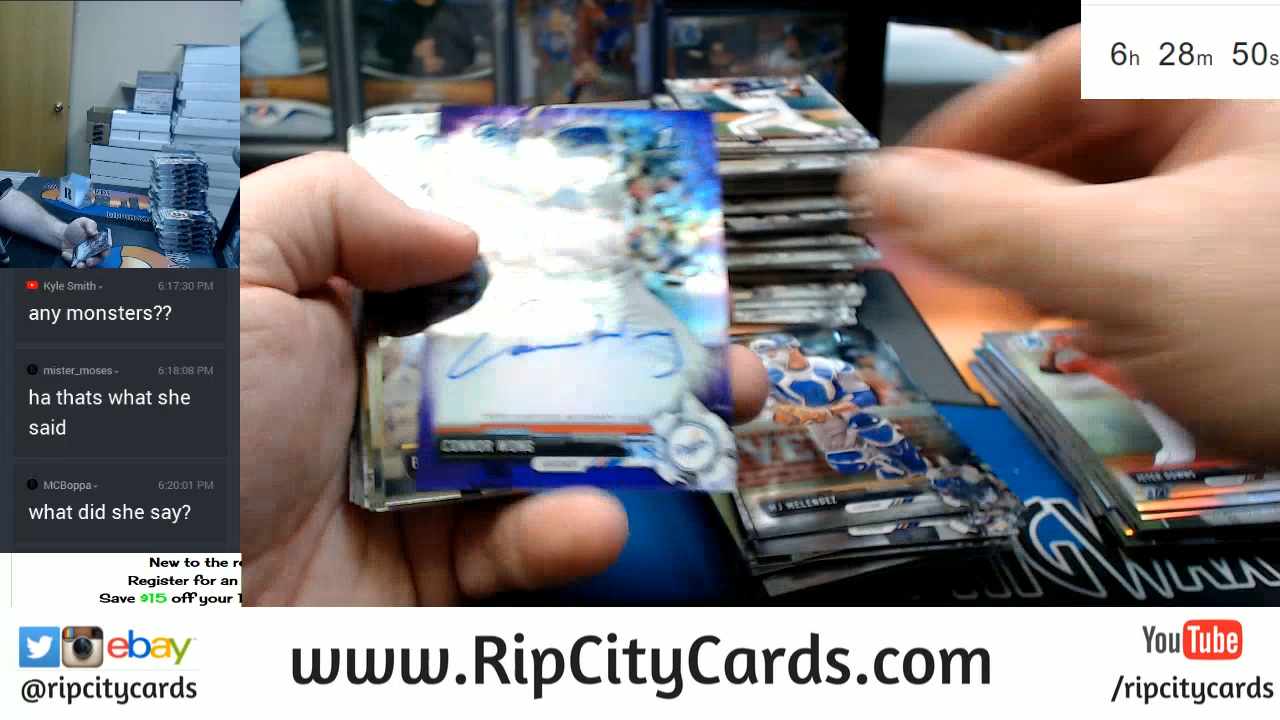 6h 28m 50s
Kyle Smith
6:17:30 PM
any monsters??
mister_moses
6:18:08 PM
ha thats what she
said
MCBoppa
6:20:01 PM
what did she say?
New to the r
Register for an
Save $15 off your
CONNOR WONG
MJ MELENDEZ
JETER DOWNS
ebay
@ripcitycards
www.RipCityCards.com
YouTube
/ripcitycards